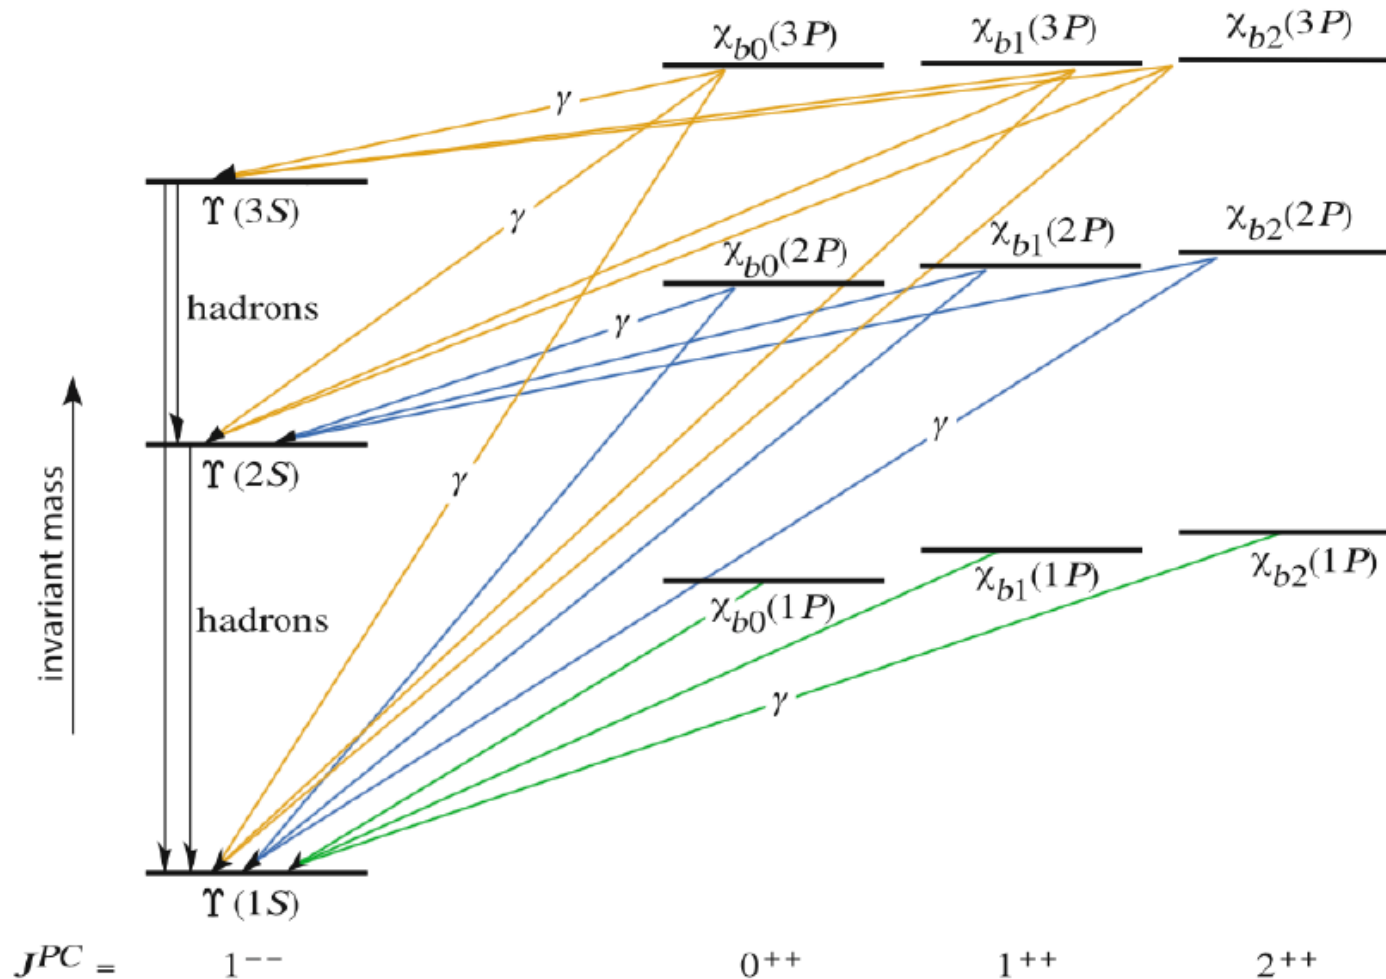 χb0(3P) χb1(3P) χb2(3P)
γ
ϒ(3S)
γ
χb0(2P) χb1(2P) χb2(2P)
hadrons
γ
γ
ϒ(2S)
γ
invariant mass
χb0(1P) χb1(1P) χb2(1P)
hadrons
γ
ϒ(1S)
J^PC = 1^-- 0^++ 1^++ 2^++